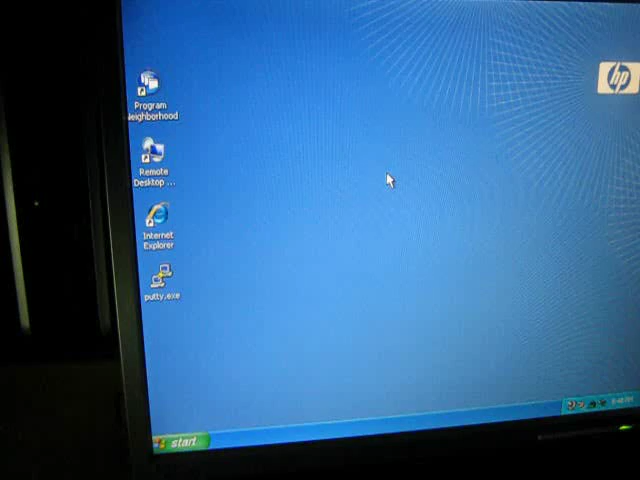 hp
Program
Neighborhood
Remote
Desktop ...
Internet
Explorer
putty.exe
start